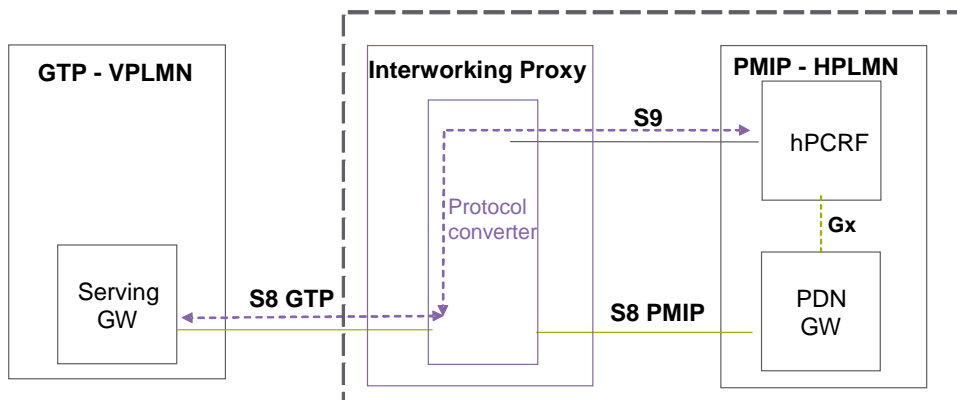 GTP - VPLMN
Interworking Proxy
PMIP - HPLMN
S9
hPCRF
Protocol
converter
Gx
Serving
GW
S8 GTP
S8 PMIP
PDN
GW